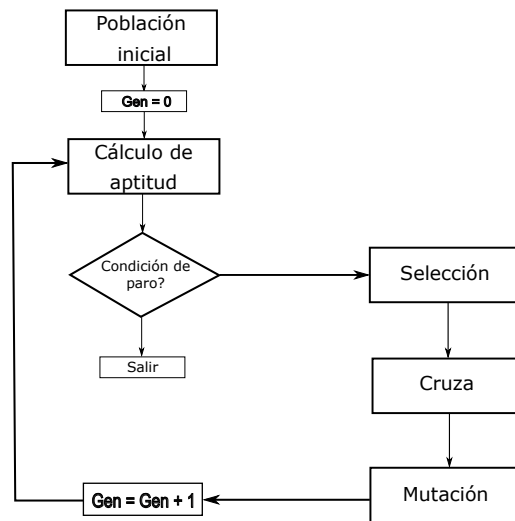 Población
inicial
Gen = 0
Cálculo de
aptitud
Condición de
paro?
Selección
Salir
Cruza
Mutación
Gen = Gen + 1